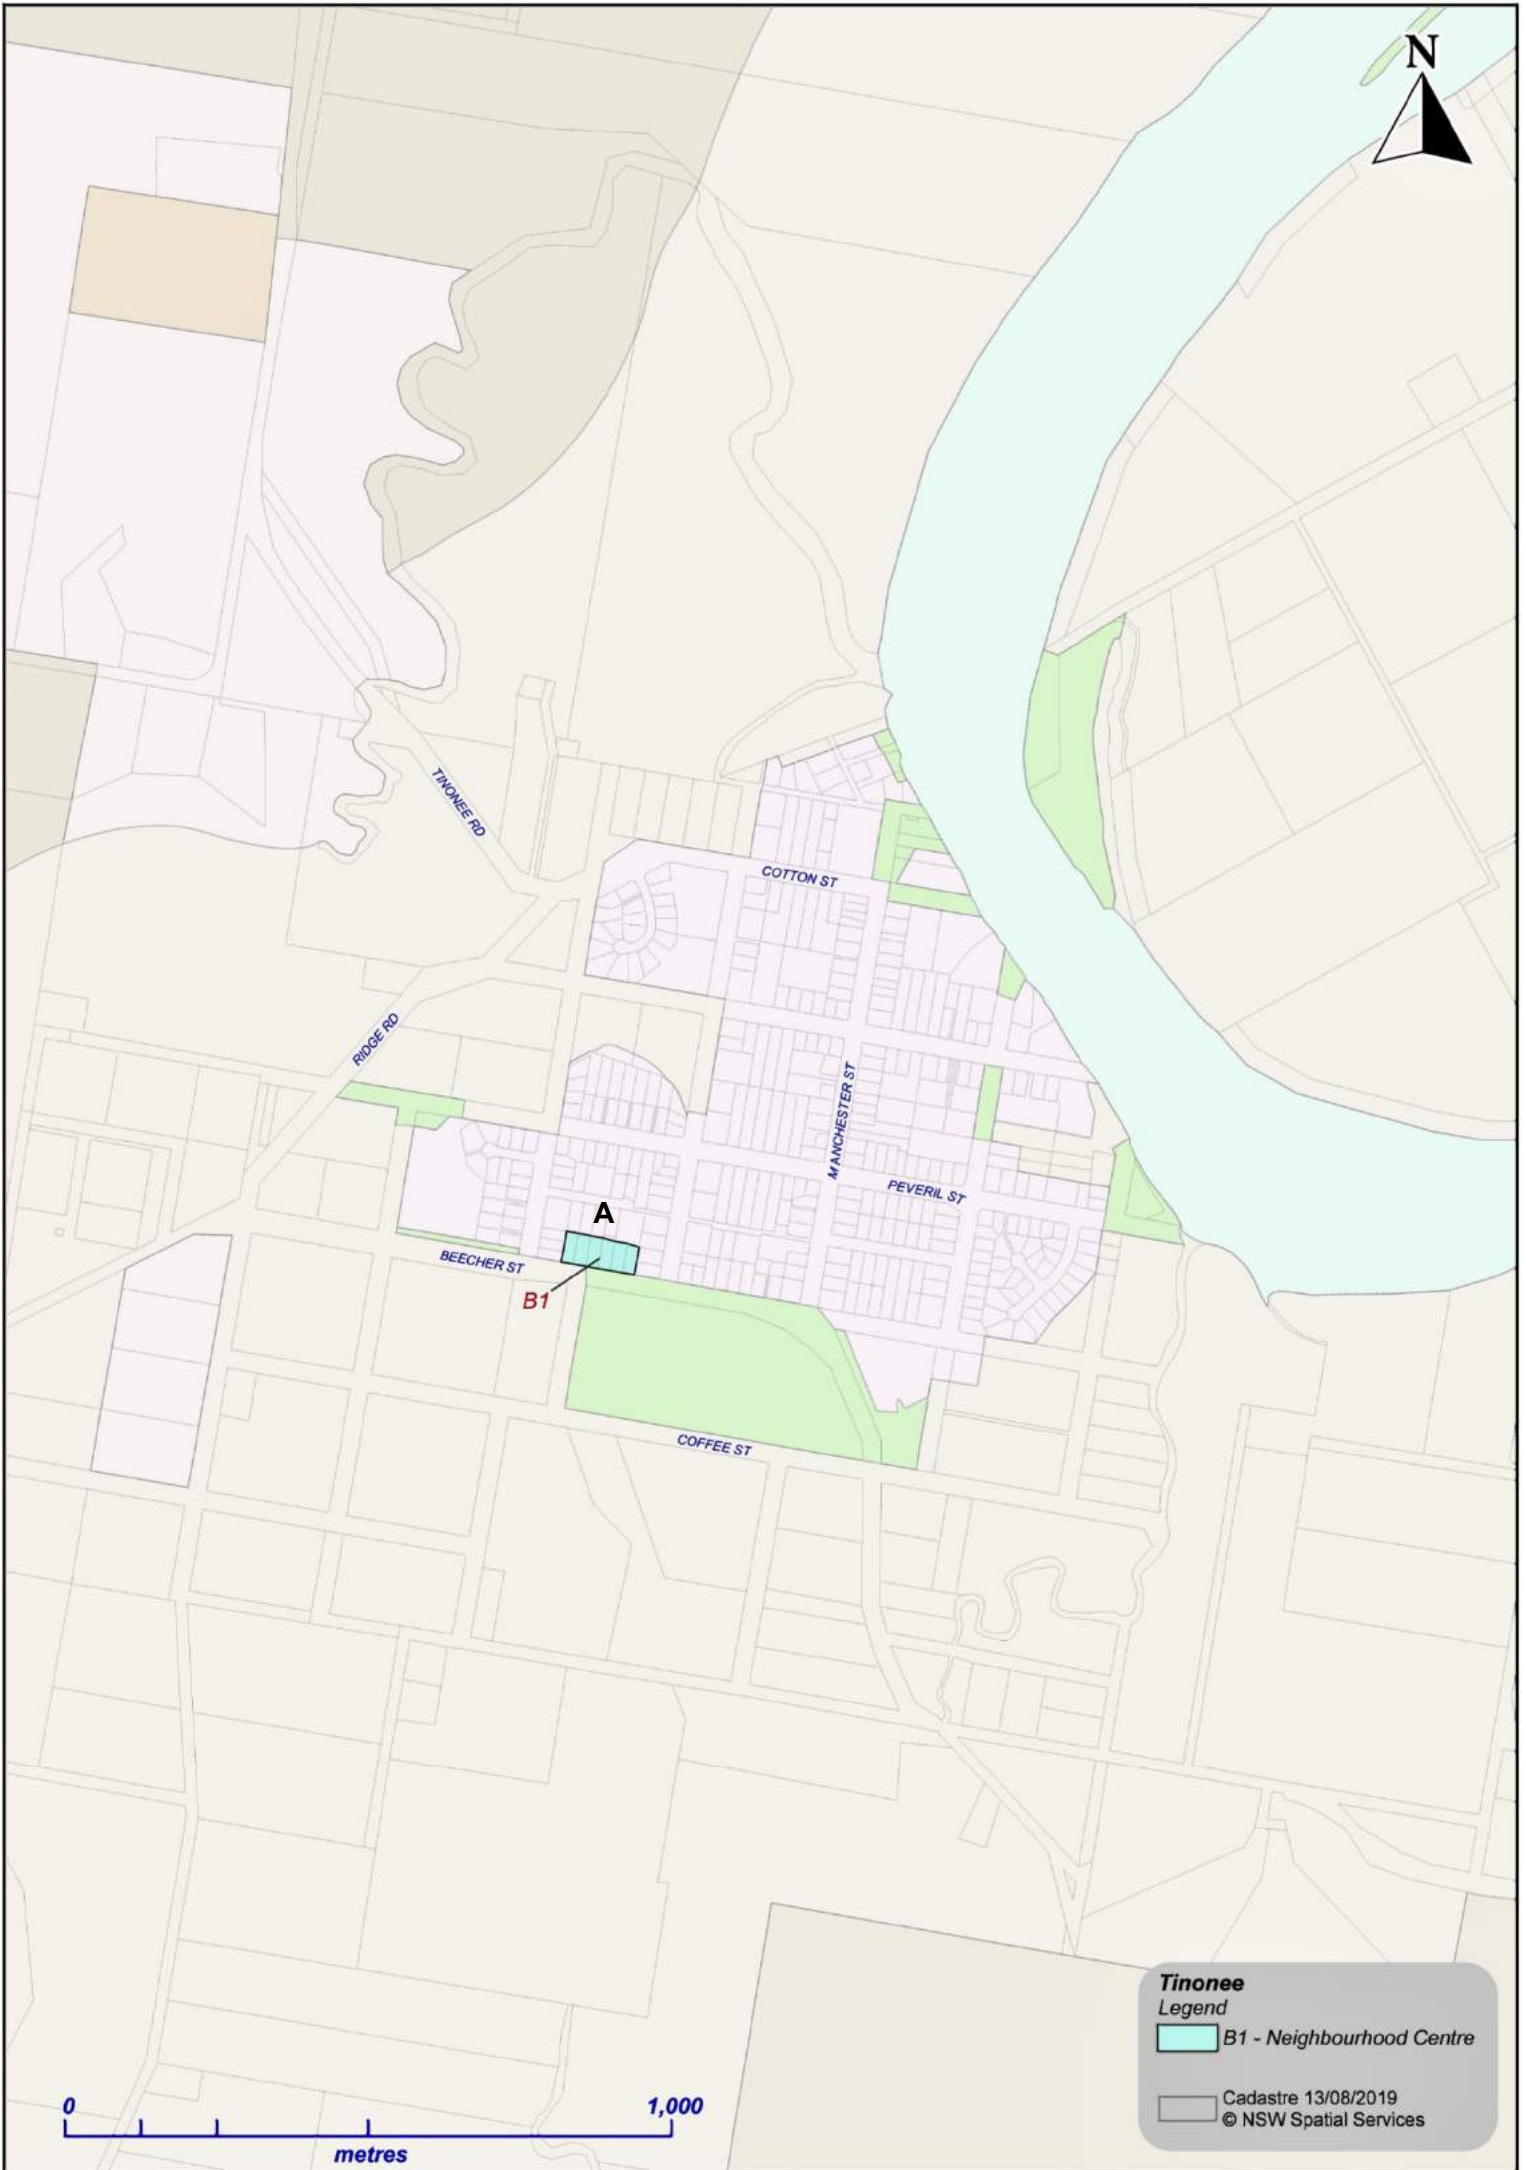 N
TINONEE RD
COTTON ST
RIDGE RD
MANCHESTER ST
PEVERIL ST
A
BEECHER ST
B1
COFFEE ST
Tinonee
Legend
B1 - Neighbourhood Centre
Cadastre 13/08/2019
© NSW Spatial Services
0 1,000
metres